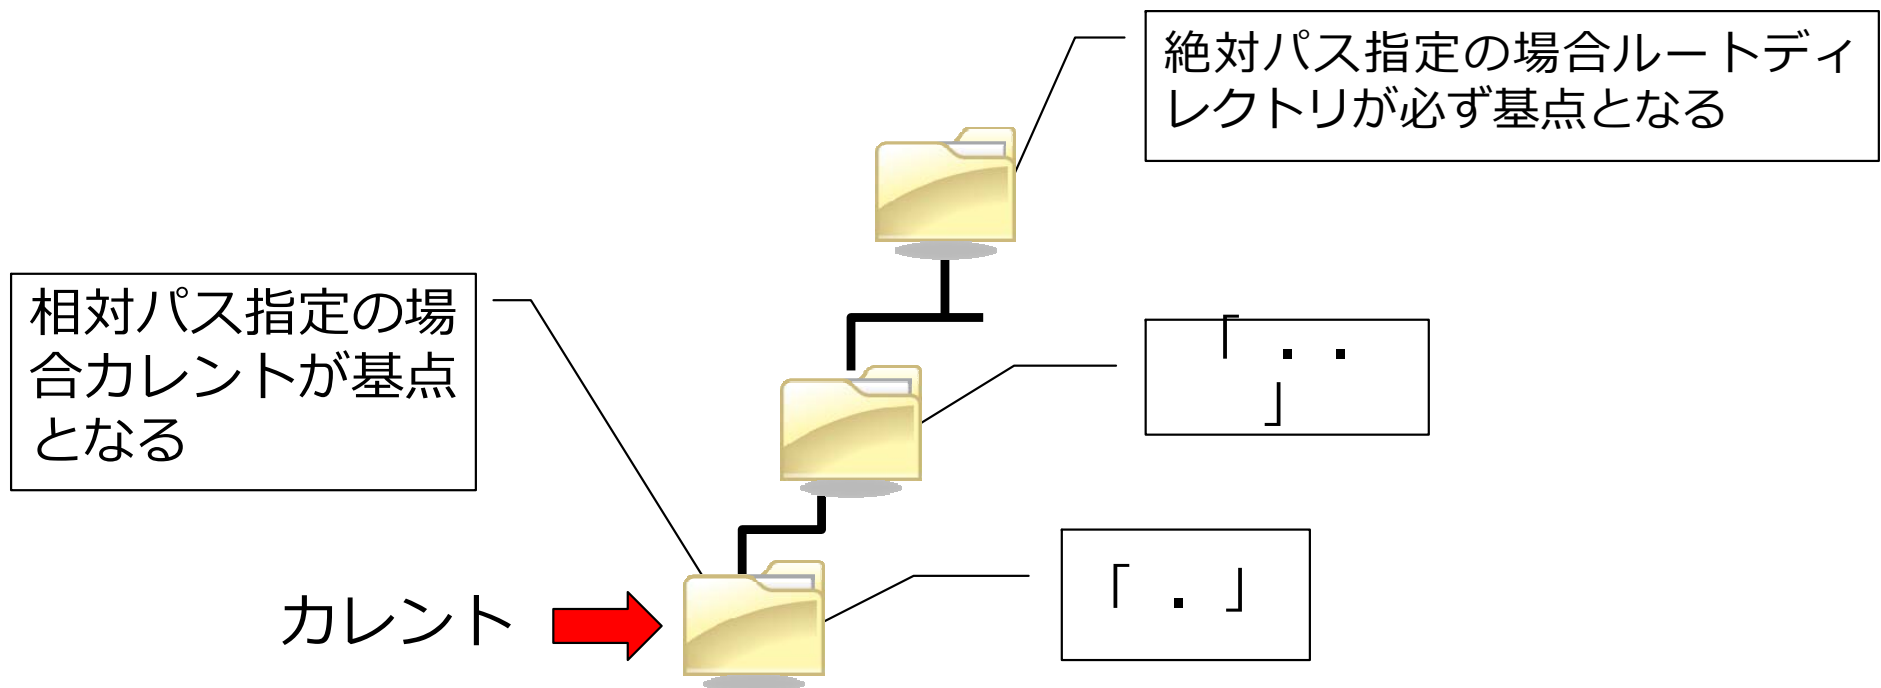 絶対パス指定の場合ルートディ
レクトリが必ず基点となる
相対パス指定の場
合カレントが基点
となる
「．．
」
「．」
カレント